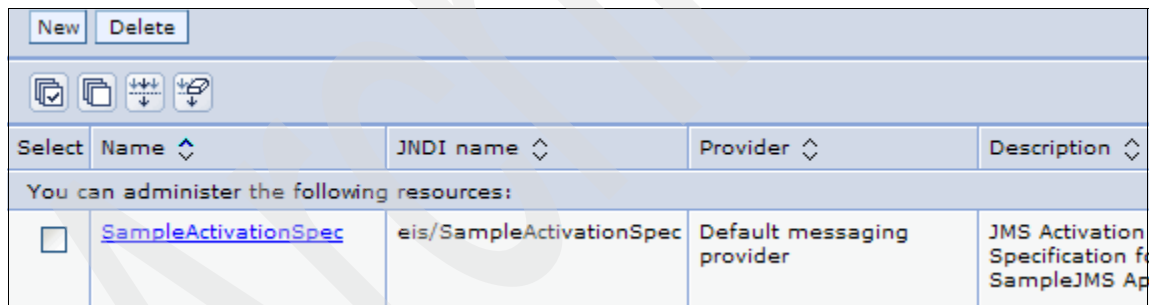 New Delete
Select Name JNDI name Provider Description
You can administer the following resources:
SampleActivationSpec eis/SampleActivationSpec Default messaging provider JMS Activation Specification SampleJMS